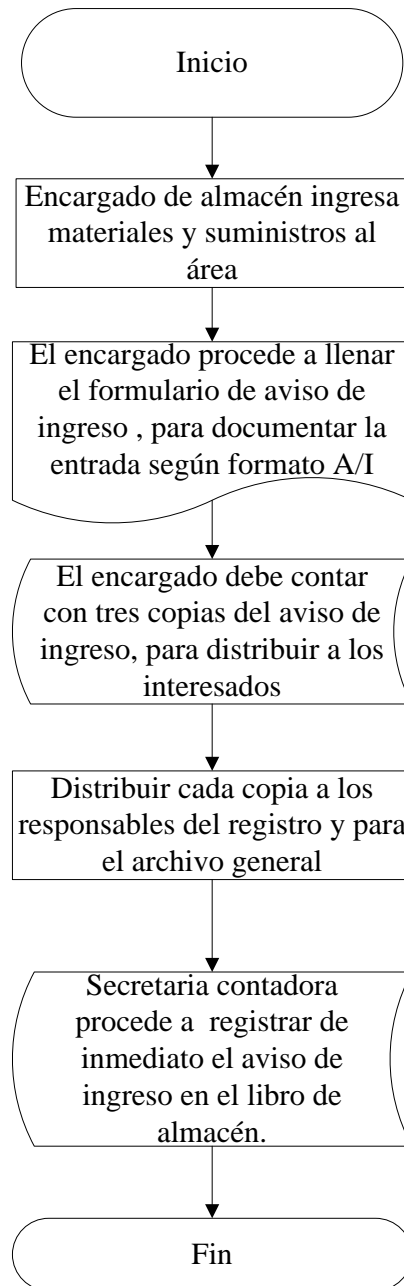 Inicio
Encargado de almacén ingresa
materiales y suministros al
área
El encargado procede a llenar
el formulario de aviso de
ingreso , para documentar la
entrada según formato A/I
El encargado debe contar
con tres copias del aviso de
ingreso, para distribuir a los
interesados
Distribuir cada copia a los
responsables del registro y para
el archivo general
Secretaria contadora
procede a registrar de
inmediato el aviso de
ingreso en el libro de
almacén.
Fin